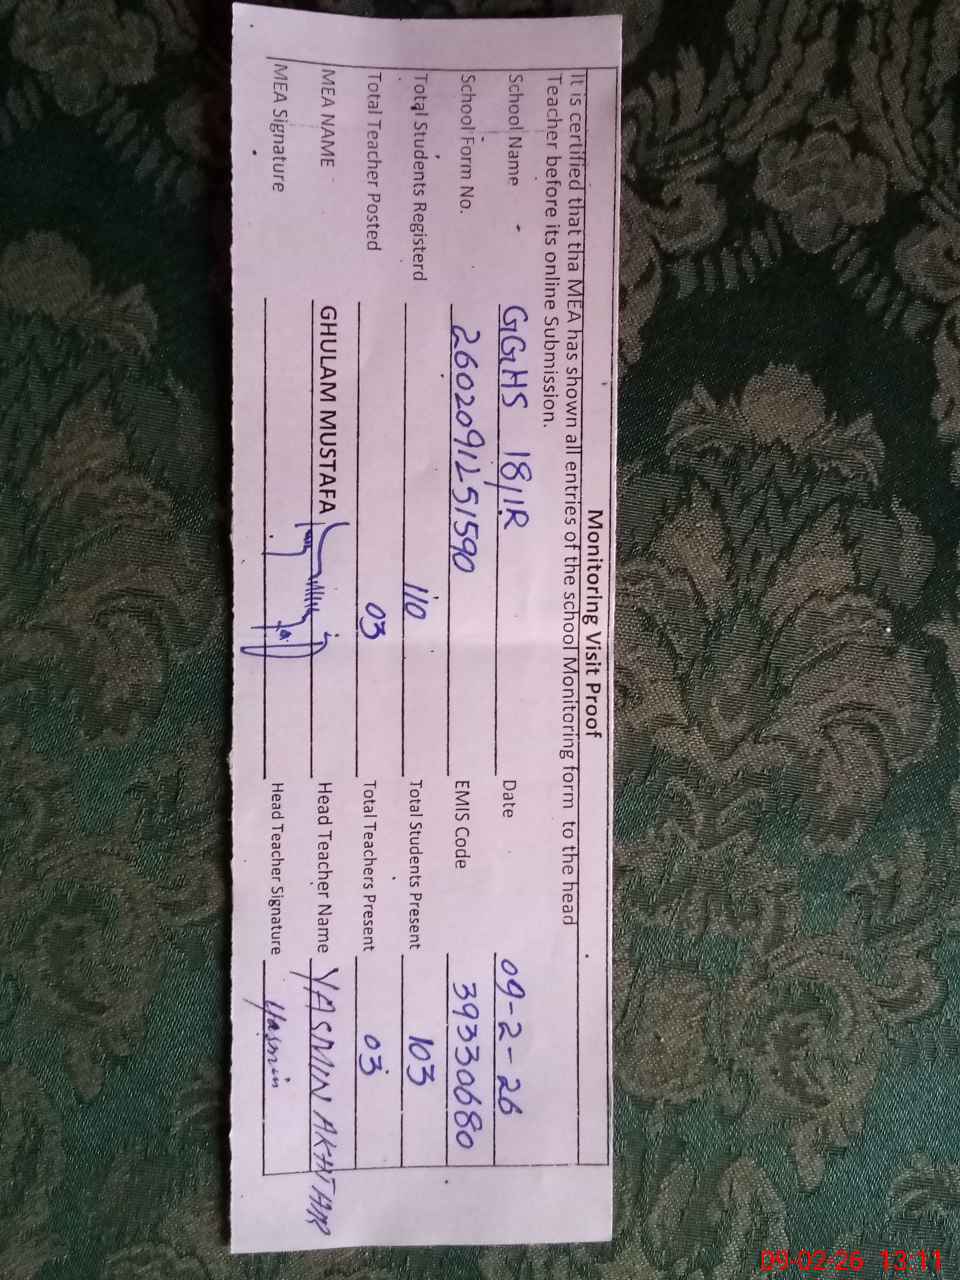 Monitoring Visit Proof
It is certified that tha MEA has shown all entries of the school Monitoring form to the head
Teacher before its online Submission.
School Name GGHS 18/1R Date 09-2-26
School Form No. 260209125​1590 EMIS Code 39330680
Total Students Registerd 110 Total Students Present 103
Total Teacher Posted 03 Total Teachers Present 03
MEA NAME GHULAM MUSTAFA Head Teacher Name YASMIN AKHTAR
MEA Signature Head Teacher Signature Yasmin
09-02-26 13:11